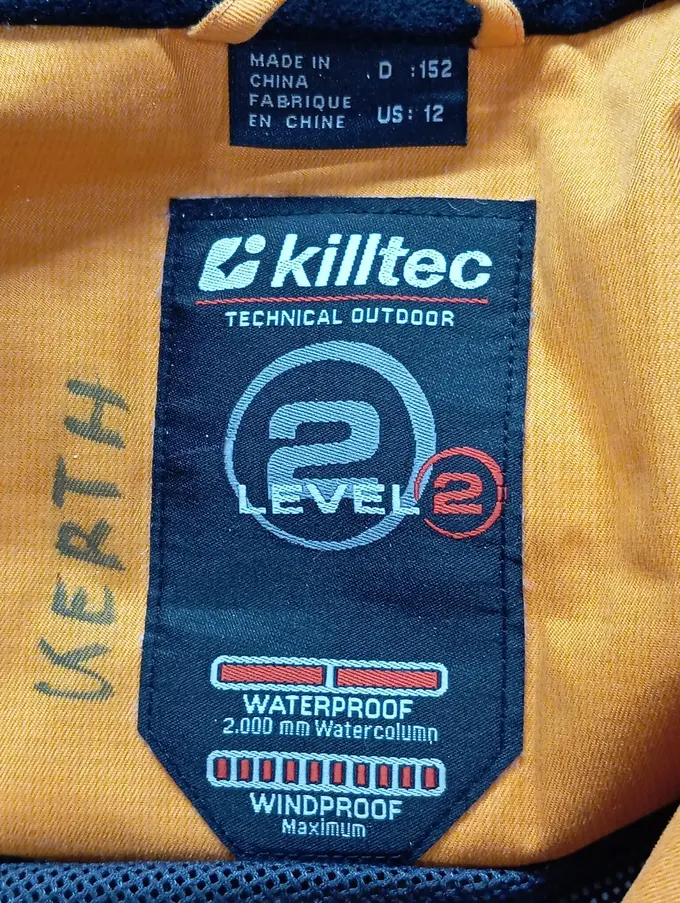 MADE IN
CHINA
FABRIQUE
EN CHINE
D :152
US: 12
killtec
TECHNICAL OUTDOOR
2
LEVEL 2
KERTH
WATERPROOF
2.000 mm Watercolumn
WINDPROOF
Maximum